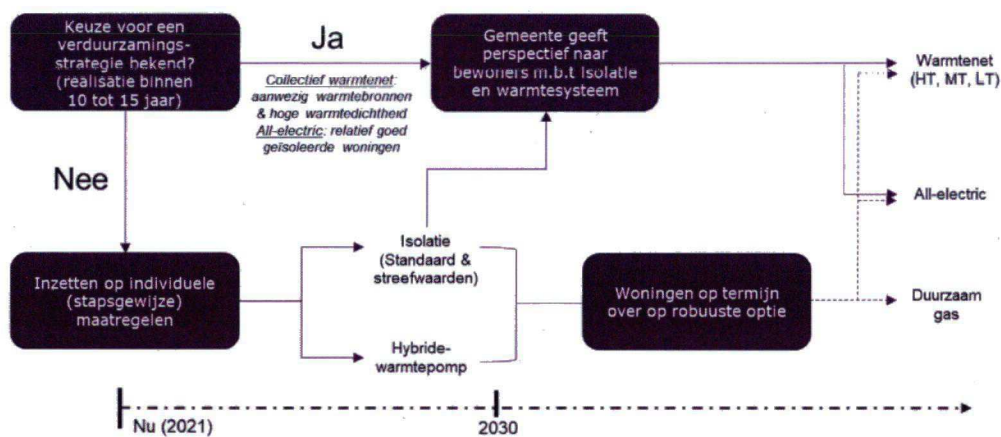 Keuze voor een
verduurzamings-
strategie bekend?
(realisatie binnen
10 tot 15 jaar)
Ja
Collectief warmtenet:
aanwezig warmtebronnen
& hoge warmtedichtheid
All-electric: relatief goed
geïsoleerde woningen
Gemeente geeft
perspectief naar
bewoners m.b.t isolatie
en warmtesysteem
Warmtenet
(HT, MT, LT)
Nee
All-electric
Inzetten op individuele
(stapsgewijze)
maatregelen
Isolatie
(Standaard &
streefwaarden)
Hybride-
warmtepomp
Woningen op termijn
over op robuuste optie
Duurzaam
gas
Nu (2021)
2030